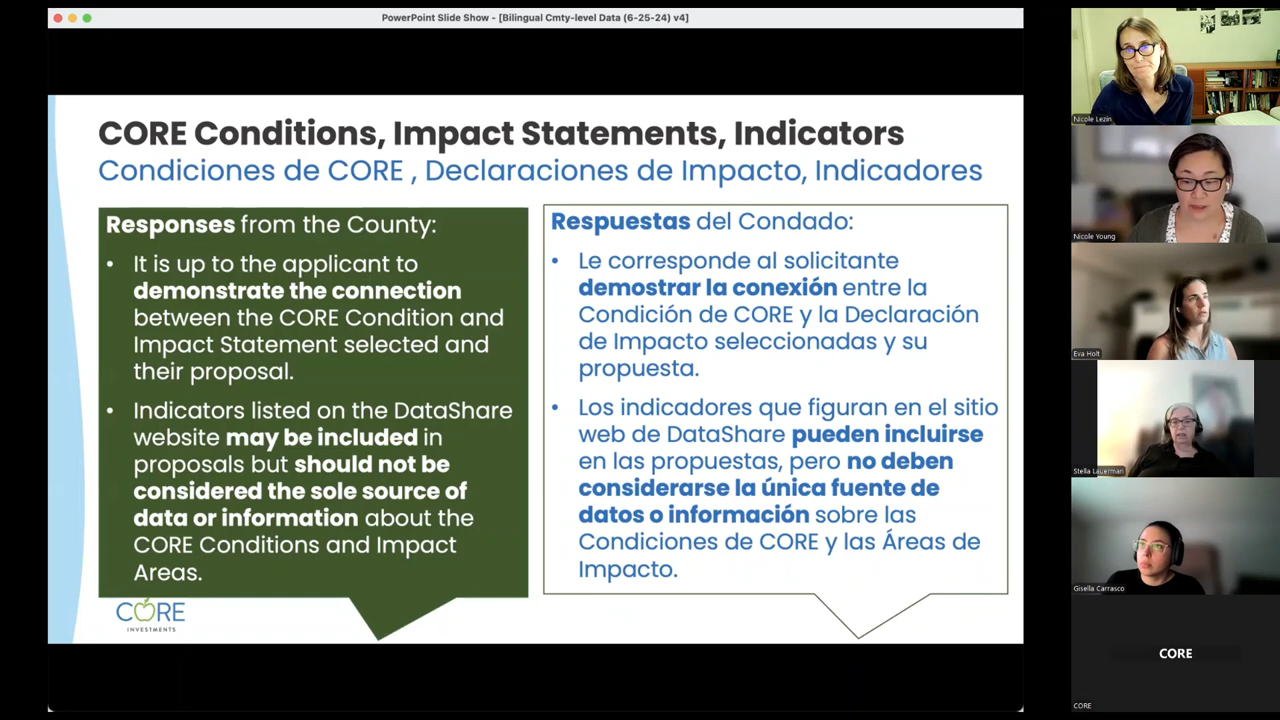 PowerPoint Slide Show - [Bilingual Cmty-level Data (6-25-24) v4]
CORE Conditions, Impact Statements, Indicators
Condiciones de CORE , Declaraciones de Impacto, Indicadores
Responses from the County:
• It is up to the applicant to
demonstrate the connection
between the CORE Condition and
Impact Statement selected and
their proposal.
• Indicators listed on the DataShare
website may be included in
proposals but should not be
considered the sole source of
data or information about the
CORE Conditions and Impact
Areas.
Respuestas del Condado:
• Le corresponde al solicitante
demostrar la conexión entre la
Condición de CORE y la Declaración
de Impacto seleccionadas y su
propuesta.
• Los indicadores que figuran en el sitio
web de DataShare pueden incluirse
en las propuestas, pero no deben
considerarse la única fuente de
datos o información sobre las
Condiciones de CORE y las Áreas de
Impacto.
CORE
INVESTMENTS
Nicole Lezin
Nicole Young
Eva Holt
Stella Lauerman
Gisella Carrasco
CORE
CORE